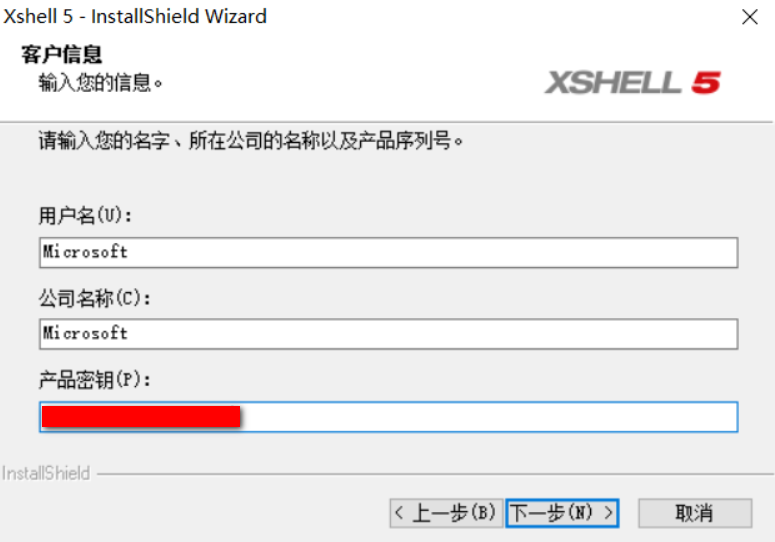 Xshell 5 - InstallShield Wizard
客户信息
输入您的信息。
XSHELL 5
请输入您的名字、所在公司的名称以及产品序列号。
用户名(U):
Microsoft
公司名称(C):
Microsoft
产品密钥(P):
InstallShield
< 上一步(B) 下一步(N) > 取消